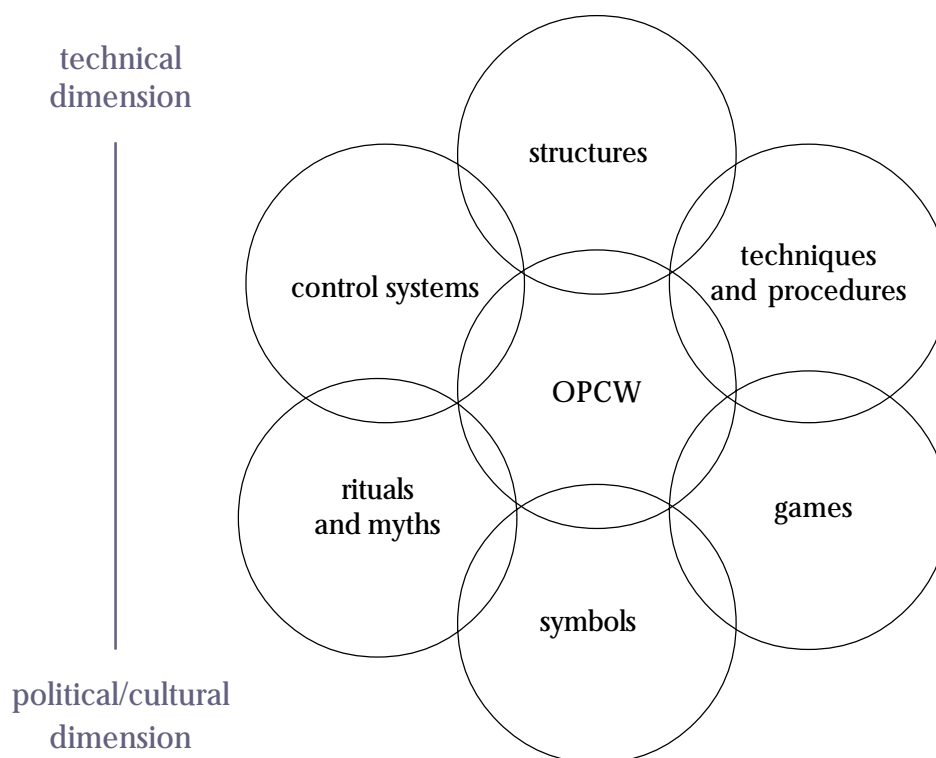 technical
dimension
structures
control systems
techniques
and procedures
OPCW
rituals
and myths
games
symbols
political/cultural
dimension